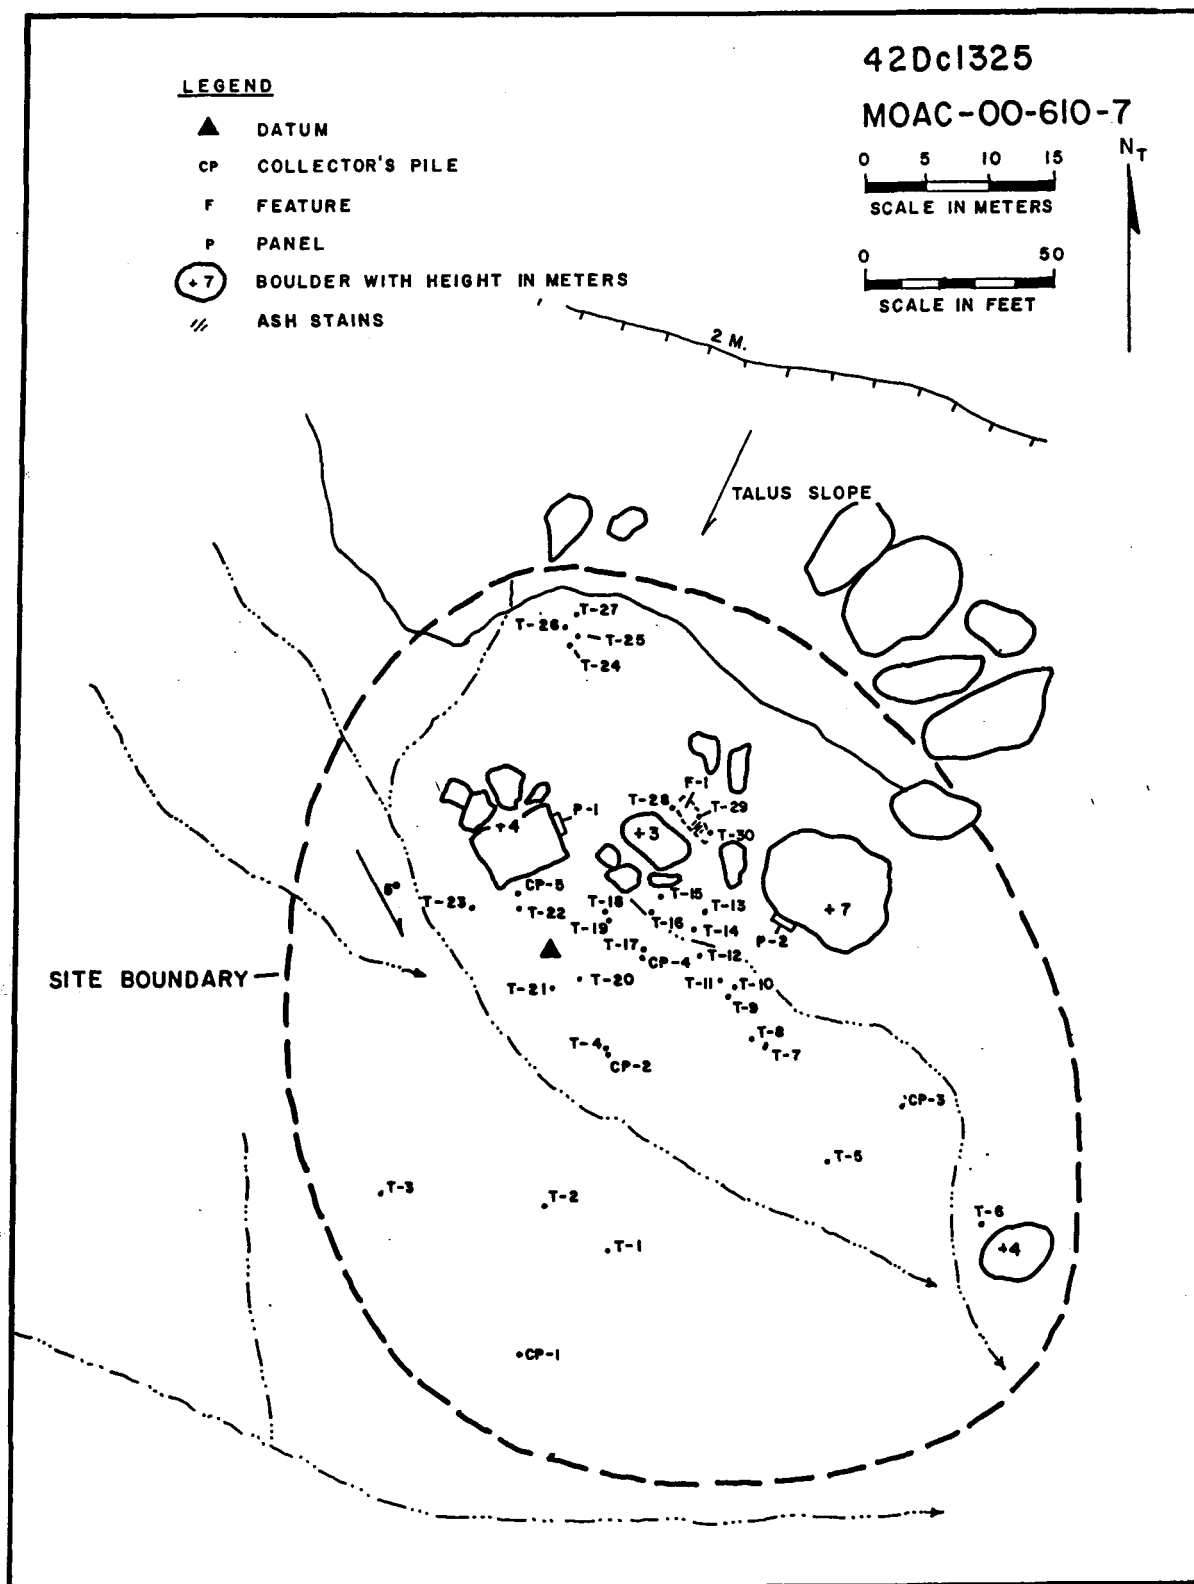 42Dc1325
MOAC-00-610-7
LEGEND
DATUM
CP COLLECTOR'S PILE
F FEATURE
P PANEL
+7 BOULDER WITH HEIGHT IN METERS
ASH STAINS
0 5 10 15
SCALE IN METERS
0 50
SCALE IN FEET
NT
2 M.
TALUS SLOPE
T-27
T-26
T-25
T-24
F-1
T-28
T-29
T-30
P-1
+4
+3
CP-5
T-15
T-18
T-13
T-23
T-22
T-16
+7
T-19
T-14
P-2
5°
T-17
T-12
CP-4
SITE BOUNDARY
T-20
T-11
T-10
T-21
T-9
T-8
T-4
T-7
CP-2
CP-3
T-5
T-3
T-2
T-6
T-1
+4
CP-1